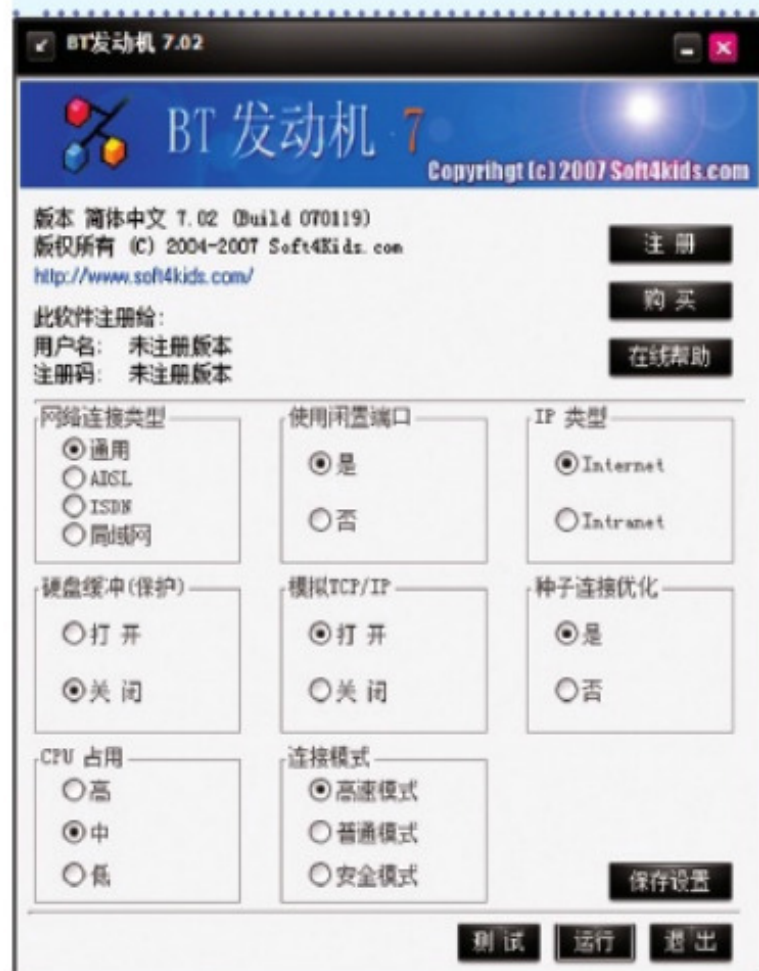 BT发动机 7.02
BT 发动机 7
Copyrihgt (c) 2007 Soft4kids.com
版本 简体中文 7.02 (Build 070119)
版权所有 (C) 2004-2007 Soft4Kids.com
http://www.soft4kids.com/
注 册
购 买
在线帮助
此软件注册给:
用户名: 未注册版本
注册码: 未注册版本
网络连接类型
通用
ADSL
ISDN
局域网
使用闲置端口
是
否
IP 类型
Internet
Intranet
硬盘缓冲(保护)
打 开
关 闭
模拟TCP/IP
打 开
关 闭
种子连接优化
是
否
CPU 占用
高
中
低
连接模式
高速模式
普通模式
安全模式
保存设置
测 试
运行
退 出